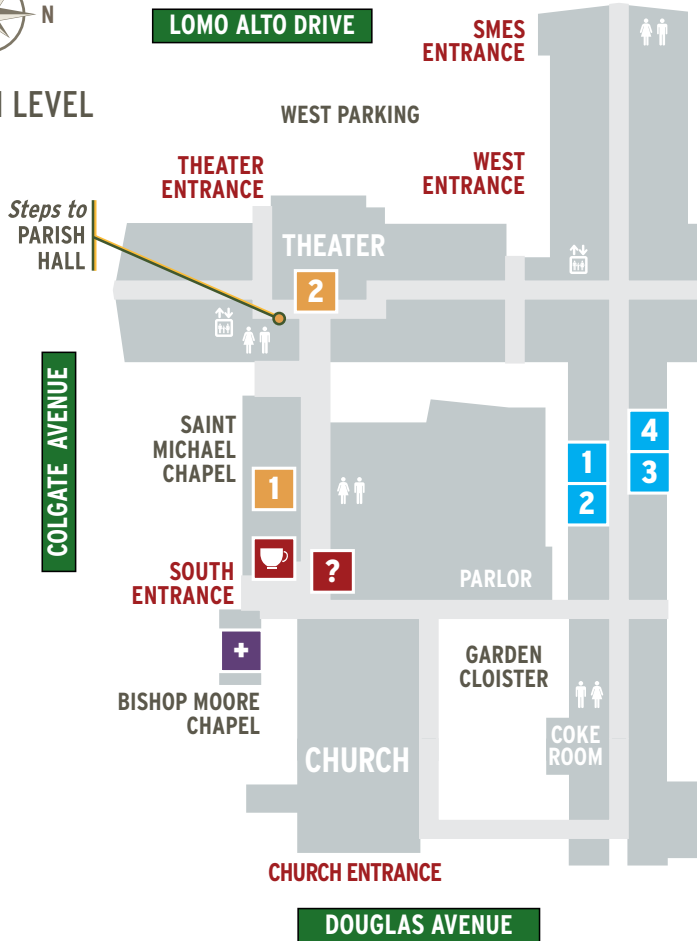 N
LOMO ALTO DRIVE
SMES
ENTRANCE
LEVEL
WEST PARKING
THEATER
ENTRANCE
WEST
ENTRANCE
Steps to
PARISH
HALL
THEATER
2
COLGATE AVENUE
SAINT
MICHAEL
CHAPEL
1
4
1
3
2
?
SOUTH
ENTRANCE
PARLOR
GARDEN
CLOISTER
BISHOP MOORE
CHAPEL
COKE
ROOM
CHURCH
CHURCH ENTRANCE
DOUGLAS AVENUE